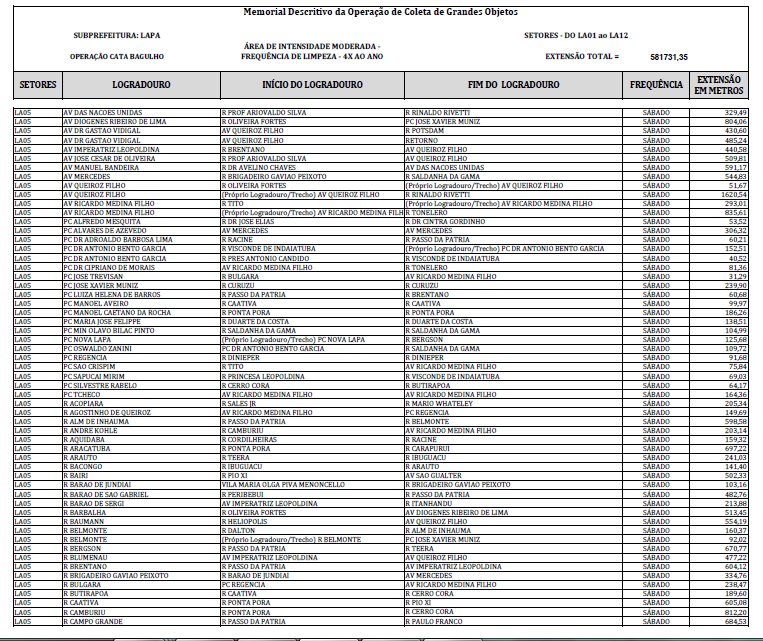 Memorial Descritivo da Operação de Coleta de Grandes Objetos
SUBPREFEITURA: LAPA SETORES - DO LA01 ao LA12
OPERAÇÃO CATA BAGULHO ÁREA DE INTENSIDADE MODERADA - FREQUÊNCIA DE LIMPEZA - 4X AO ANO EXTENSÃO TOTAL = 581731,35
SETORES LOGRADOURO INÍCIO DO LOGRADOURO FIM DO LOGRADOURO FREQUÊNCIA EXTENSÃO EM METROS
LA05 AV DAS NACOES UNIDAS R PROF ARIOVALDO SILVA R RINALDO RIVETTI SÁBADO 329,49
LA05 AV DIOGENES RIBEIRO DE LIMA R OLIVEIRA FORTES PC JOSE XAVIER MUNIZ SÁBADO 804,06
LA05 AV DR GASTAO VIDIGAL AV QUEIROZ FILHO R POTSDAM SÁBADO 430,60
LA05 AV DR GASTAO VIDIGAL AV QUEIROZ FILHO RETORNO SÁBADO 485,24
LA05 AV IMPERATRIZ LEOPOLDINA R BRENTANO AV QUEIROZ FILHO SÁBADO 440,58
LA05 AV JOSE CESAR DE OLIVEIRA R PROF ARIOVALDO SILVA AV QUEIROZ FILHO SÁBADO 509,81
LA05 AV MANUEL BANDEIRA R DR AVELINO CHAVES AV DAS NACOES UNIDAS SÁBADO 591,17
LA05 AV MERCEDES R BRIGADEIRO GAVIAO PEIXOTO R SALDANHA DA GAMA SÁBADO 544,83
LA05 AV QUEIROZ FILHO R OLIVEIRA FORTES (Próprio Logradouro/Trecho) AV QUEIROZ FILHO SÁBADO 51,67
LA05 AV QUEIROZ FILHO (Próprio Logradouro/Trecho) AV QUEIROZ FILHO R RINALDO RIVETTI SÁBADO 1620,54
LA05 AV RICARDO MEDINA FILHO R TITO (Próprio Logradouro/Trecho) AV RICARDO MEDINA FILHO SÁBADO 293,01
LA05 AV RICARDO MEDINA FILHO (Próprio Logradouro/Trecho) AV RICARDO MEDINA FILH R TONELERO SÁBADO 835,61
LA05 PC ALFREDO MESQUITA R DR JOSE ELIAS R DR CINTRA GORDINHO SÁBADO 53,52
LA05 PC ALVARES DE AZEVEDO AV MERCEDES AV MERCEDES SÁBADO 306,32
LA05 PC DR ADROALDO BARBOSA LIMA R RACINE R PASSO DA PATRIA SÁBADO 60,21
LA05 PC DR ANTONIO BENTO GARCIA R VISCONDE DE INDAIATUBA (Próprio Logradouro/Trecho) PC DR ANTONIO BENTO GARCIA SÁBADO 152,51
LA05 PC DR ANTONIO BENTO GARCIA R PRES ANTONIO CANDIDO R VISCONDE DE INDAIATUBA SÁBADO 40,52
LA05 PC DR CIPRIANO DE MORAIS AV RICARDO MEDINA FILHO R TONELERO SÁBADO 81,36
LA05 PC JOSE TREVISAN R BULGARA AV RICARDO MEDINA FILHO SÁBADO 31,29
LA05 PC JOSE XAVIER MUNIZ R CURUZU R CURUZU SÁBADO 239,90
LA05 PC LUIZA HELENA DE BARROS R PASSO DA PATRIA R BRENTANO SÁBADO 60,68
LA05 PC MANOEL AVEIRO R CAATIVA R CAATIVA SÁBADO 99,97
LA05 PC MANOEL CAETANO DA ROCHA R PONTA PORA R PONTA PORA SÁBADO 186,26
LA05 PC MARIA JOSE FELIPPE R DUARTE DA COSTA R DUARTE DA COSTA SÁBADO 138,51
LA05 PC MIN OLAVO BILAC PINTO R SALDANHA DA GAMA R SALDANHA DA GAMA SÁBADO 104,99
LA05 PC NOVA LAPA (Próprio Logradouro/Trecho) PC NOVA LAPA R BERGSON SÁBADO 125,68
LA05 PC OSWALDO ZANINI PC DR ANTONIO BENTO GARCIA R SALDANHA DA GAMA SÁBADO 109,72
LA05 PC REGENCIA R DINIEPER R DINIEPER SÁBADO 91,68
LA05 PC SAO CRISPIM R TITO AV RICARDO MEDINA FILHO SÁBADO 75,84
LA05 PC SAPUCAI MIRIM R PRINCESA LEOPOLDINA R VISCONDE DE INDAIATUBA SÁBADO 69,03
LA05 PC SILVESTRE RABELO R CERRO CORA R BUTIRAPOA SÁBADO 64,17
LA05 PC TCHECO AV RICARDO MEDINA FILHO AV RICARDO MEDINA FILHO SÁBADO 164,36
LA05 R ACOPIARA R SALES JR R MARIO WHATELEY SÁBADO 205,34
LA05 R AGOSTINHO DE QUEIROZ AV RICARDO MEDINA FILHO PC REGENCIA SÁBADO 149,69
LA05 R ALM DE INHAUMA R PASSO DA PATRIA R BELMONTE SÁBADO 598,58
LA05 R ANDRE KOHLE R CAMBURIU AV RICARDO MEDINA FILHO SÁBADO 203,14
LA05 R AQUIDABA R CORDILHEIRAS R RACINE SÁBADO 159,32
LA05 R ARACATUBA R PONTA PORA R CARAPURUI SÁBADO 697,22
LA05 R ARAUTO R TEERA R IBUGUACU SÁBADO 241,03
LA05 R BACONGO R IBUGUACU R ARAUTO SÁBADO 141,40
LA05 R BAIRI R PIO XI AV SAO GUALTER SÁBADO 502,33
LA05 R BARAO DE JUNDIAI VILA MARIA OLGA PIVA MENONCELLO R BRIGADEIRO GAVIAO PEIXOTO SÁBADO 103,16
LA05 R BARAO DE SAO GABRIEL R PERIBEBUI R PASSO DA PATRIA SÁBADO 482,76
LA05 R BARAO DE SERGI AV IMPERATRIZ LEOPOLDINA R ITANHANDU SÁBADO 213,88
LA05 R BARBALHA R OLIVEIRA FORTES AV DIOGENES RIBEIRO DE LIMA SÁBADO 513,45
LA05 R BAUMANN R HELIOPOLIS AV QUEIROZ FILHO SÁBADO 554,19
LA05 R BELMONTE R DALTON R ALM DE INHAUMA SÁBADO 160,37
LA05 R BELMONTE (Próprio Logradouro/Trecho) R BELMONTE PC JOSE XAVIER MUNIZ SÁBADO 92,02
LA05 R BERGSON R PASSO DA PATRIA R TEERA SÁBADO 670,77
LA05 R BLUMENAU AV IMPERATRIZ LEOPOLDINA AV QUEIROZ FILHO SÁBADO 477,22
LA05 R BRENTANO R PASSO DA PATRIA AV IMPERATRIZ LEOPOLDINA SÁBADO 604,12
LA05 R BRIGADEIRO GAVIAO PEIXOTO R BARAO DE JUNDIAI AV MERCEDES SÁBADO 334,76
LA05 R BULGARA PC REGENCIA AV RICARDO MEDINA FILHO SÁBADO 238,47
LA05 R BUTIRAPOA R CAATIVA R CERRO CORA SÁBADO 189,60
LA05 R CAATIVA R PONTA PORA R PIO XI SÁBADO 605,08
LA05 R CAMBURIU R PONTA PORA R CERRO CORA SÁBADO 812,20
LA05 R CAMPO GRANDE R PASSO DA PATRIA R PAULO FRANCO SÁBADO 684,53